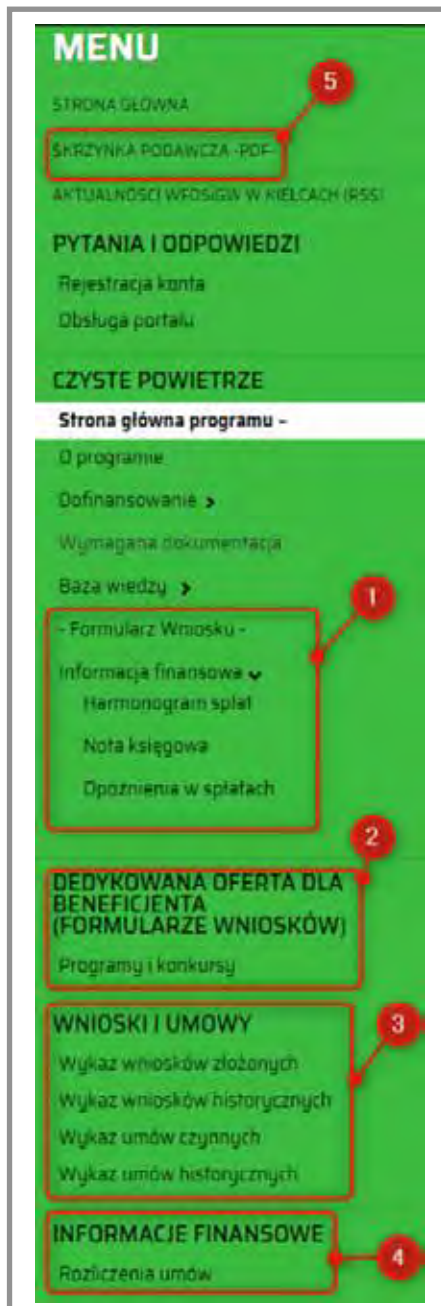 MENU
5
STRONA GŁÓWNA
SKRZYNKA PODAWCZA -PDF-
AKTUALNOŚCI WFOŚiGW W KIELCACH (RSS)
PYTANIA I ODPOWIEDZI
Rejestracja konta
Obsługa portalu
CZYSTE POWIETRZE
Strona główna programu -
O programie
Dofinansowanie >
Wymagana dokumentacja
Baza wiedzy >
1
- Formularz Wniosku -
Informacja finansowa
Harmonogram spłat
Nota księgowa
Opóźnienia w spłatach
2
DEDYKOWANA OFERTA DLA
BENEFICJENTA
(FORMULARZE WNIOSKÓW)
Programy i konkursy
WNIOSKI I UMOWY
3
Wykaz wniosków złożonych
Wykaz wniosków historycznych
Wykaz umów czynnych
Wykaz umów historycznych
INFORMACJE FINANSOWE
4
Rozliczenia umów